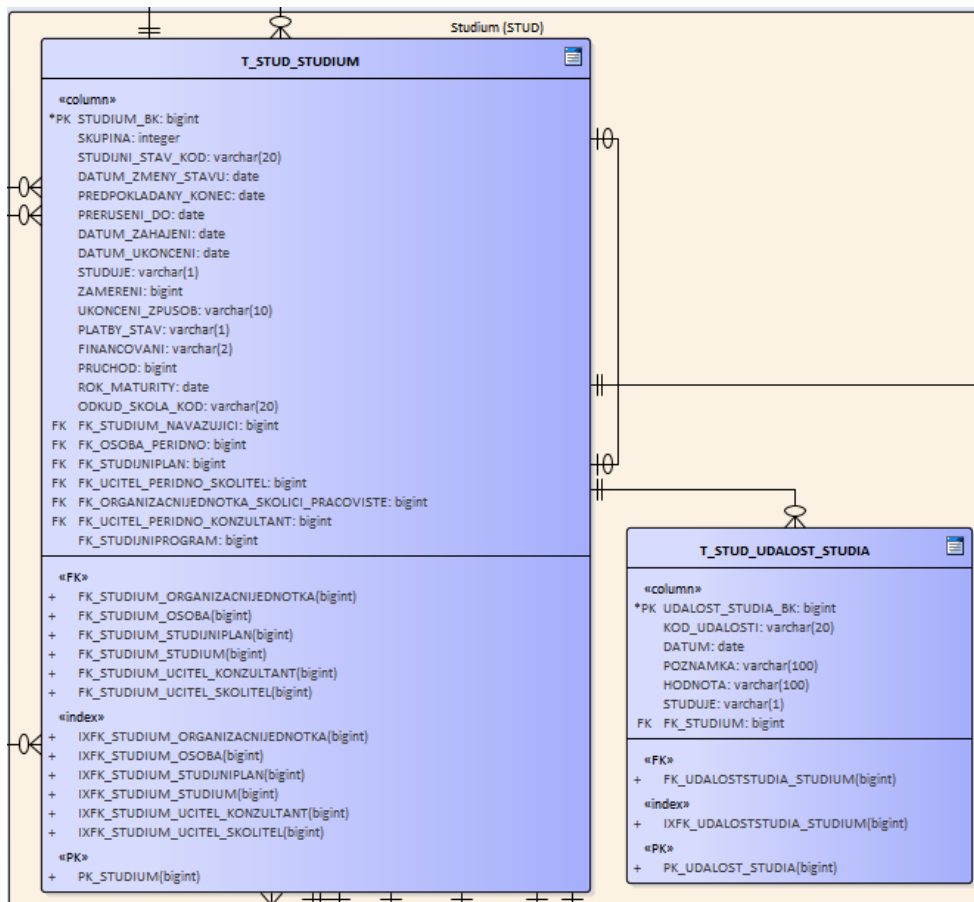 Studium (STUD)
T_STUD_STUDIUM
«column»
*PK STUDIUM_BK: bigint
SKUPINA: integer
STUDIJNI_STAV_KOD: varchar(20)
DATUM_ZMENY_STAVU: date
PREDPOKLADANY_KONEC: date
PRERUSENI_DO: date
DATUM_ZAHAJENI: date
DATUM_UKONCENI: date
STUDUJE: varchar(1)
ZAMERENI: bigint
UKONCENI_ZPUSOB: varchar(10)
PLATBY_STAV: varchar(1)
FINANCOVANI: varchar(2)
PRUCHOD: bigint
ROK_MATURITY: date
ODKUD_SKOLA_KOD: varchar(20)
FK FK_STUDIUM_NAVAZUJICI: bigint
FK FK_OSOBA_PERIDNO: bigint
FK FK_STUDIJNIPLAN: bigint
FK FK_UCITEL_PERIDNO_SKOLITEL: bigint
FK FK_ORGANIZACNIJEDNOTKA_SKOLICI_PRACOVISTE: bigint
FK FK_UCITEL_PERIDNO_KONZULTANT: bigint
FK_STUDIJNIPROGRAM: bigint
«FK»
+ FK_STUDIUM_ORGANIZACNIJEDNOTKA(bigint)
+ FK_STUDIUM_OSOBA(bigint)
+ FK_STUDIUM_STUDIJNIPLAN(bigint)
+ FK_STUDIUM_STUDIUM(bigint)
+ FK_STUDIUM_UCITEL_KONZULTANT(bigint)
+ FK_STUDIUM_UCITEL_SKOLITEL(bigint)
«index»
+ IXFK_STUDIUM_ORGANIZACNIJEDNOTKA(bigint)
+ IXFK_STUDIUM_OSOBA(bigint)
+ IXFK_STUDIUM_STUDIJNIPLAN(bigint)
+ IXFK_STUDIUM_STUDIUM(bigint)
+ IXFK_STUDIUM_UCITEL_KONZULTANT(bigint)
+ IXFK_STUDIUM_UCITEL_SKOLITEL(bigint)
«PK»
+ PK_STUDIUM(bigint)
T_STUD_UDALOST_STUDIA
«column»
*PK UDALOST_STUDIA_BK: bigint
KOD_UDALOSTI: varchar(20)
DATUM: date
POZNAMKA: varchar(100)
HODNOTA: varchar(100)
STUDUJE: varchar(1)
FK FK_STUDIUM: bigint
«FK»
+ FK_UDALOSTSTUDIA_STUDIUM(bigint)
«index»
+ IXFK_UDALOSTSTUDIA_STUDIUM(bigint)
«PK»
+ PK_UDALOST_STUDIA(bigint)